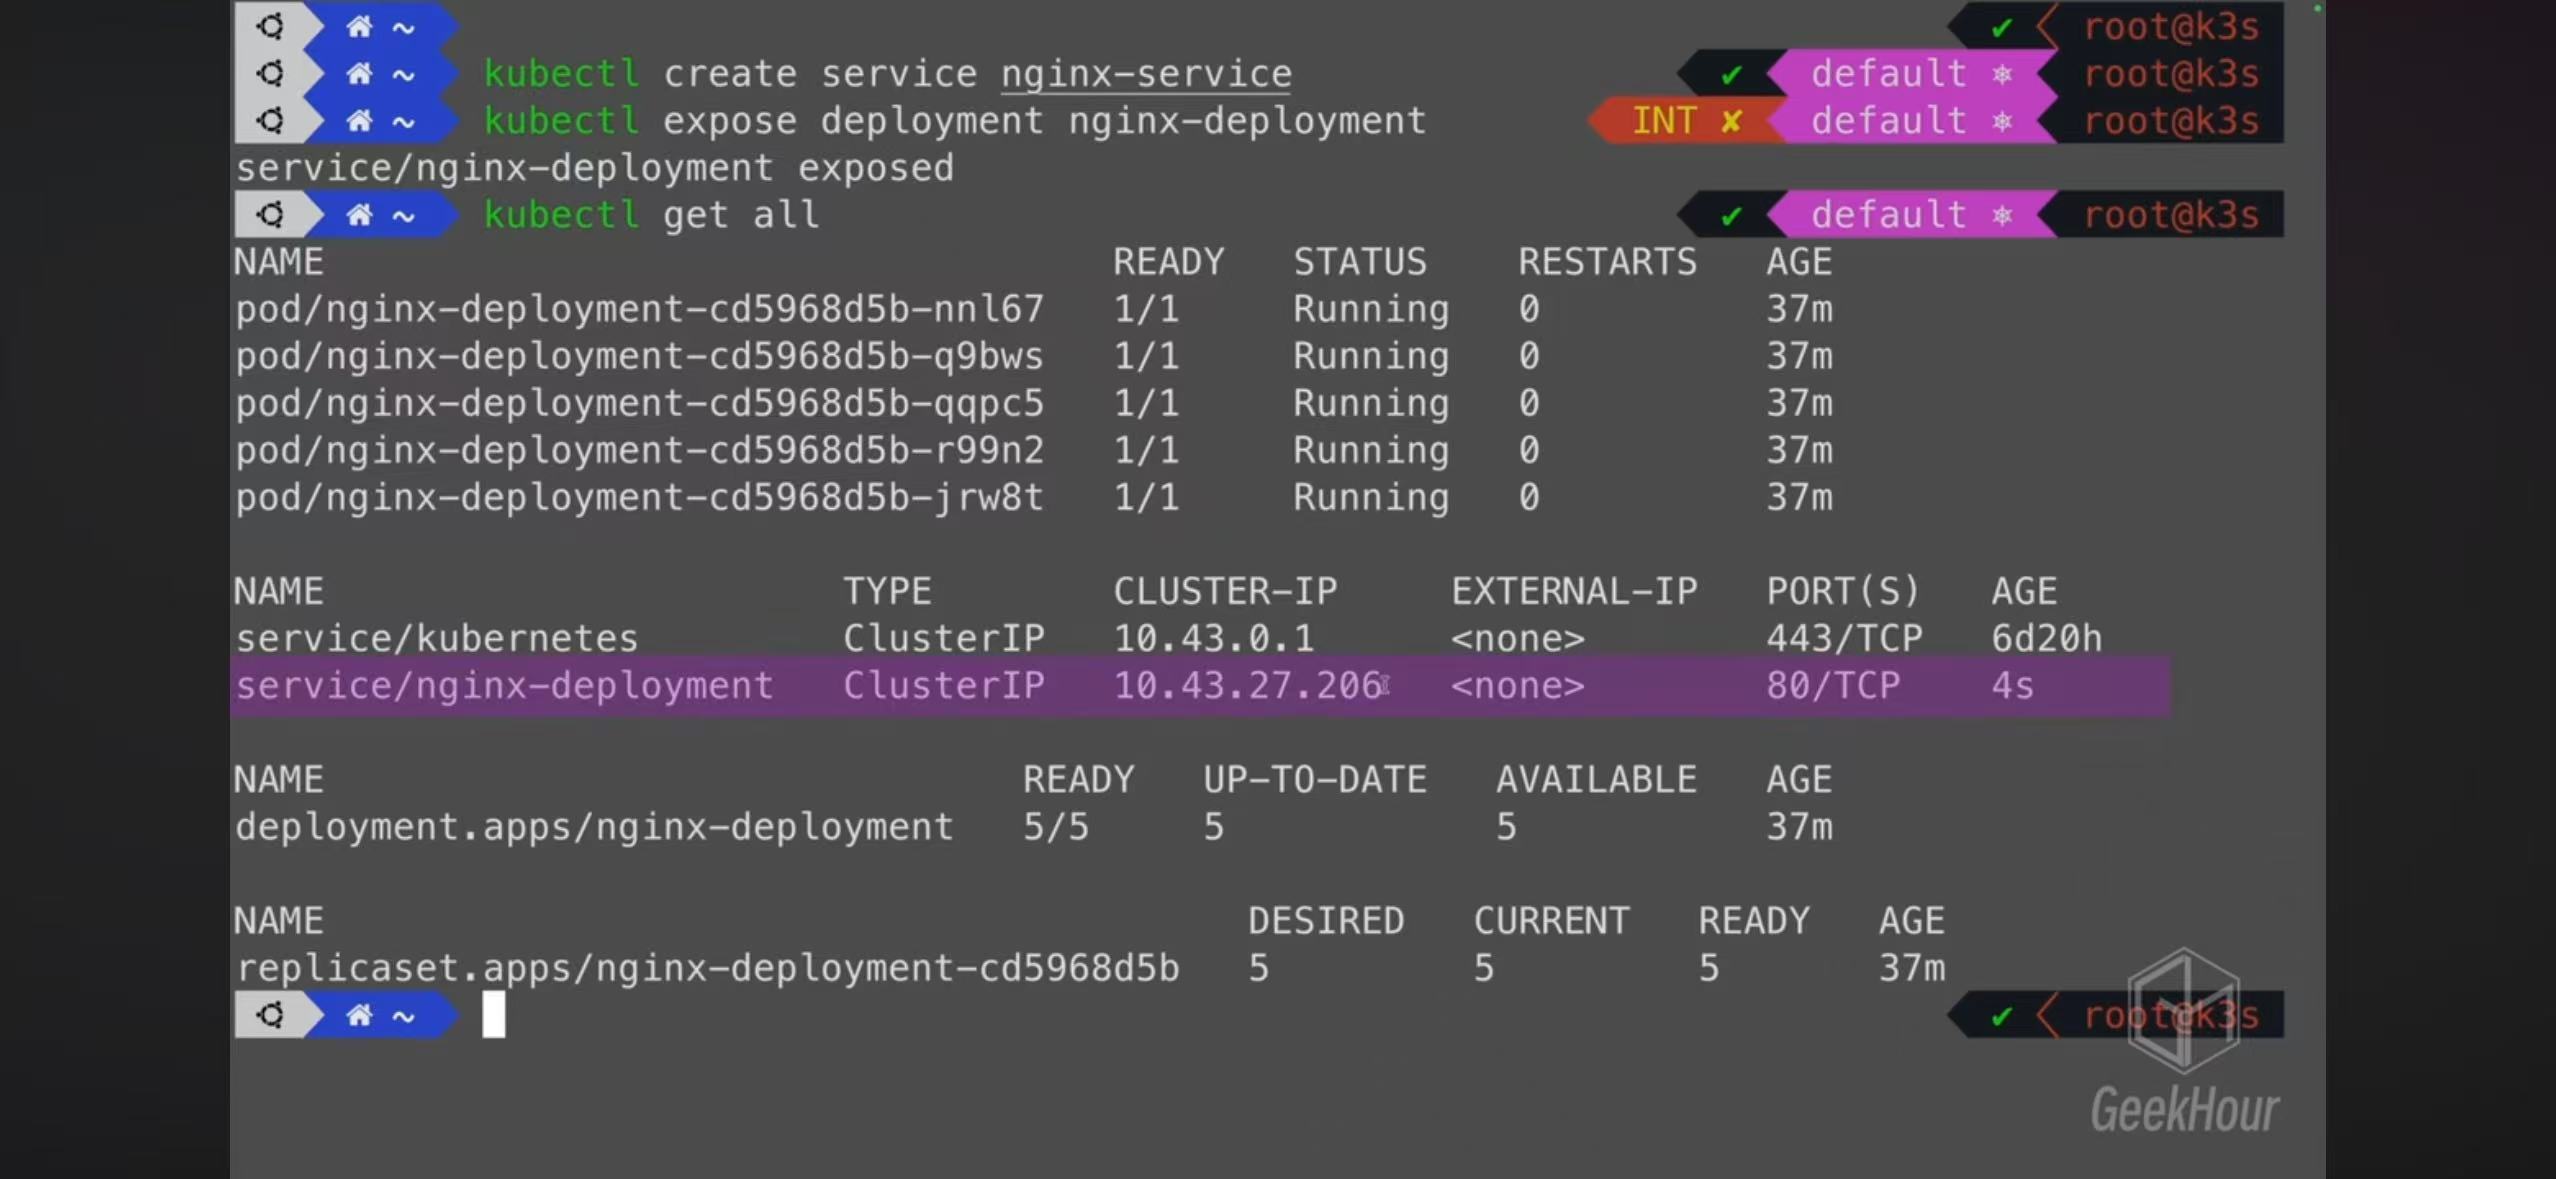 ~ ✔ root@k3s
~ kubectl create service nginx-service ✔ default ⎈ root@k3s
~ kubectl expose deployment nginx-deployment INT ✘ default ⎈ root@k3s
service/nginx-deployment exposed
~ kubectl get all ✔ default ⎈ root@k3s
NAME READY STATUS RESTARTS AGE
pod/nginx-deployment-cd5968d5b-nnl67 1/1 Running 0 37m
pod/nginx-deployment-cd5968d5b-q9bws 1/1 Running 0 37m
pod/nginx-deployment-cd5968d5b-qqpc5 1/1 Running 0 37m
pod/nginx-deployment-cd5968d5b-r99n2 1/1 Running 0 37m
pod/nginx-deployment-cd5968d5b-jrw8t 1/1 Running 0 37m
NAME TYPE CLUSTER-IP EXTERNAL-IP PORT(S) AGE
service/kubernetes ClusterIP 10.43.0.1 <none> 443/TCP 6d20h
service/nginx-deployment ClusterIP 10.43.27.206 <none> 80/TCP 4s
NAME READY UP-TO-DATE AVAILABLE AGE
deployment.apps/nginx-deployment 5/5 5 5 37m
NAME DESIRED CURRENT READY AGE
replicaset.apps/nginx-deployment-cd5968d5b 5 5 5 37m
~ ✔ root@k3s
GeekHour